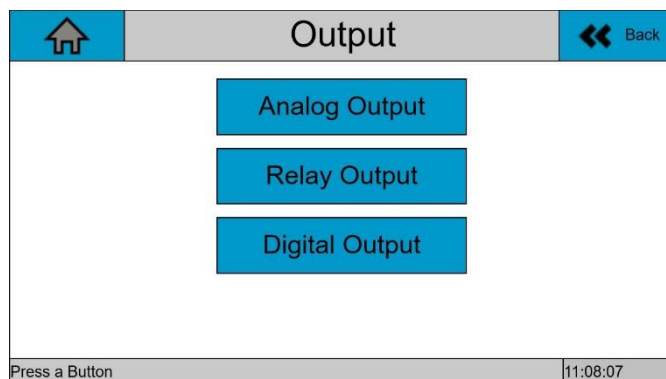 Output
Back
Analog Output
Relay Output
Digital Output
Press a Button
11:08:07